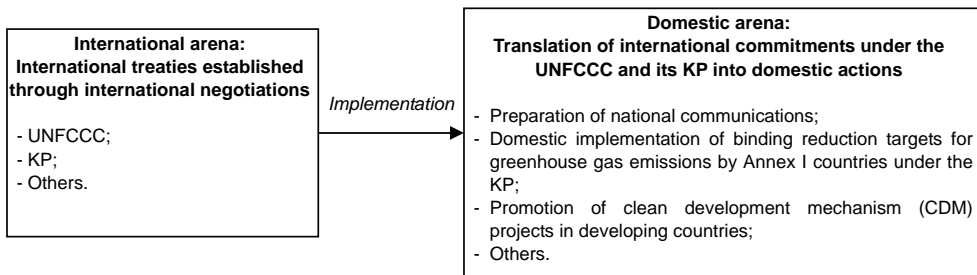 International arena:
International treaties established
through international negotiations
- UNFCCC;
- KP;
- Others.
Implementation
Domestic arena:
Translation of international commitments under the
UNFCCC and its KP into domestic actions
- Preparation of national communications;
- Domestic implementation of binding reduction targets for
greenhouse gas emissions by Annex I countries under the
KP;
- Promotion of clean development mechanism (CDM)
projects in developing countries;
- Others.